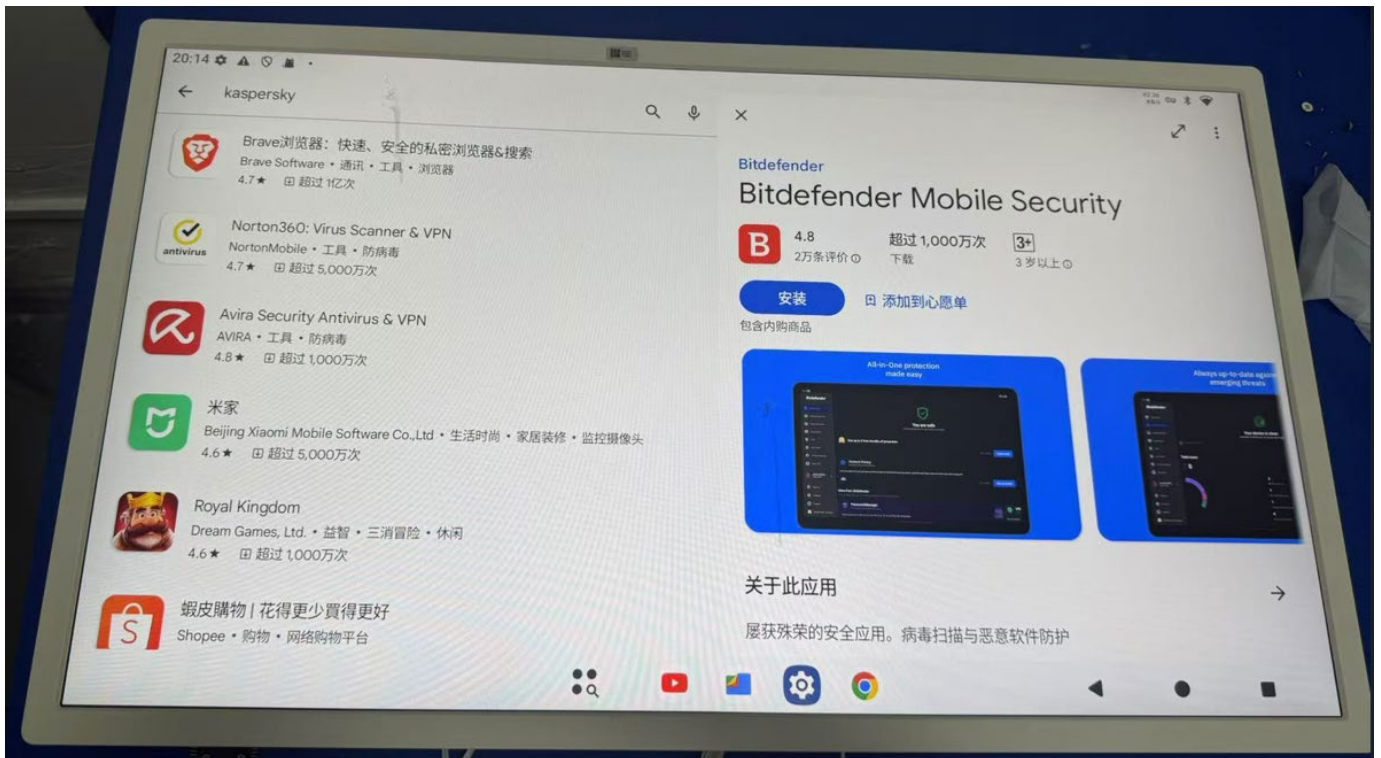 20:14
kaspersky
Brave浏览器：快速、安全的私密浏览器&搜索
Brave Software • 通讯 • 工具 • 浏览器
4.7★ 超过 1亿次
antivirus
Norton360: Virus Scanner & VPN
NortonMobile • 工具 • 防病毒
4.7★ 超过 5,000万次
Avira Security Antivirus & VPN
AVIRA • 工具 • 防病毒
4.8★ 超过 1,000万次
米家
Beijing Xiaomi Mobile Software Co.,Ltd • 生活时尚 • 家居装修 • 监控摄像头
4.6★ 超过 5,000万次
Royal Kingdom
Dream Games, Ltd. • 益智 • 三消冒险 • 休闲
4.6★ 超过 1,000万次
蝦皮購物 | 花得更少買得更好
Shopee • 购物 • 网络购物平台
Bitdefender
Bitdefender Mobile Security
B
4.8 超过 1,000万次 3+
2万条评价 下载 3 岁以上
安装 添加到心愿单
包含内购商品
All-in-One protection
made easy
You are safe
Always up-to-date against
emerging threats
关于此应用
屡获殊荣的安全应用。病毒扫描与恶意软件防护